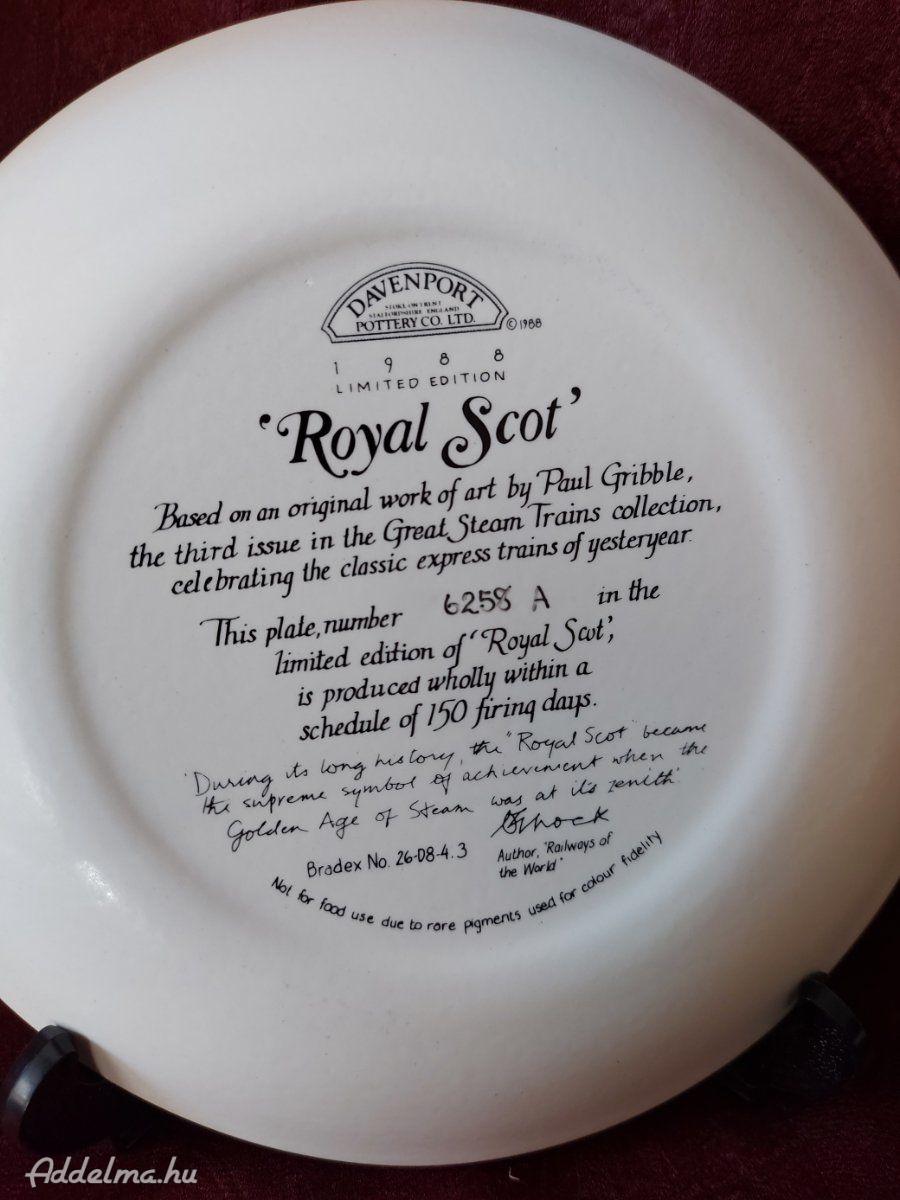 DAVENPORT
STOKE-ON-TRENT
STAFFORDSHIRE ENGLAND
POTTERY CO. LTD.
© 1988
1 9 8 8
LIMITED EDITION
'Royal Scot'
Based on an original work of art by Paul Gribble,
the third issue in the Great Steam Trains collection,
celebrating the classic express trains of yesteryear.
This plate, number 6258 A in the
limited edition of 'Royal Scot',
is produced wholly within a
schedule of 150 firing days.
'During its long history, the "Royal Scot" became
the supreme symbol of achievement when the
Golden Age of Steam was at its zenith'
Bradex No. 26-D8-4.3
Author, 'Railways of
the World'
Not for food use due to rare pigments used for colour fidelity
Addelma.hu